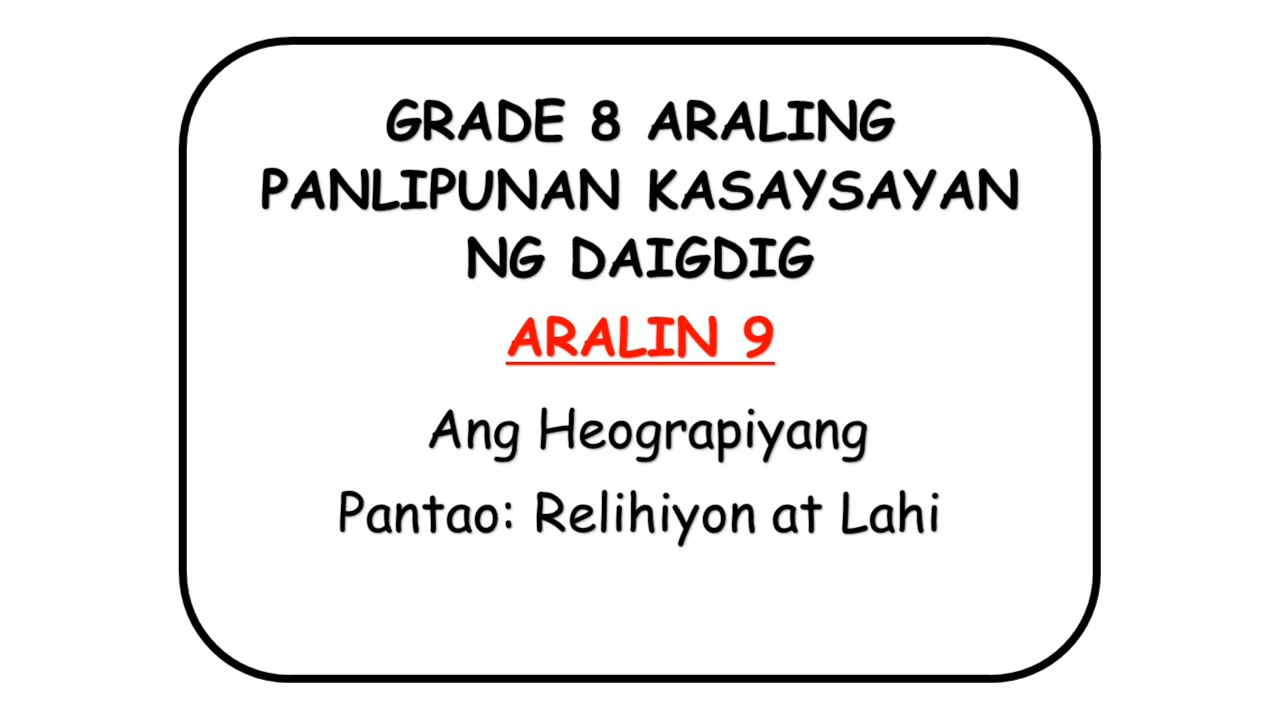 GRADE 8 ARALING
PANLIPUNAN KASAYSAYAN
NG DAIGDIG
ARALIN 9
Ang Heograpiyang
Pantao: Relihiyon at Lahi